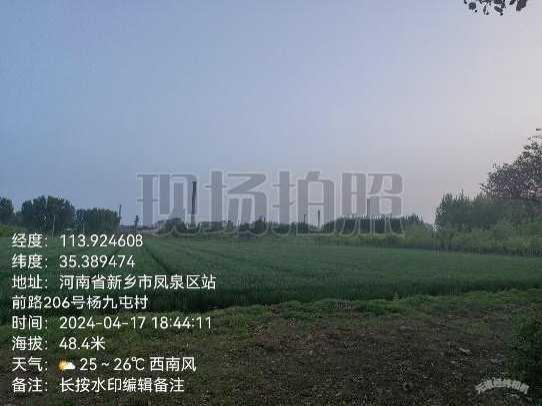 现场拍照
经度：113.924608
纬度：35.389474
地址：河南省新乡市凤泉区站
前路206号杨九屯村
时间：2024-04-17 18:44:11
海拔：48.4米
天气：25～26℃ 西南风
备注：长按水印编辑备注